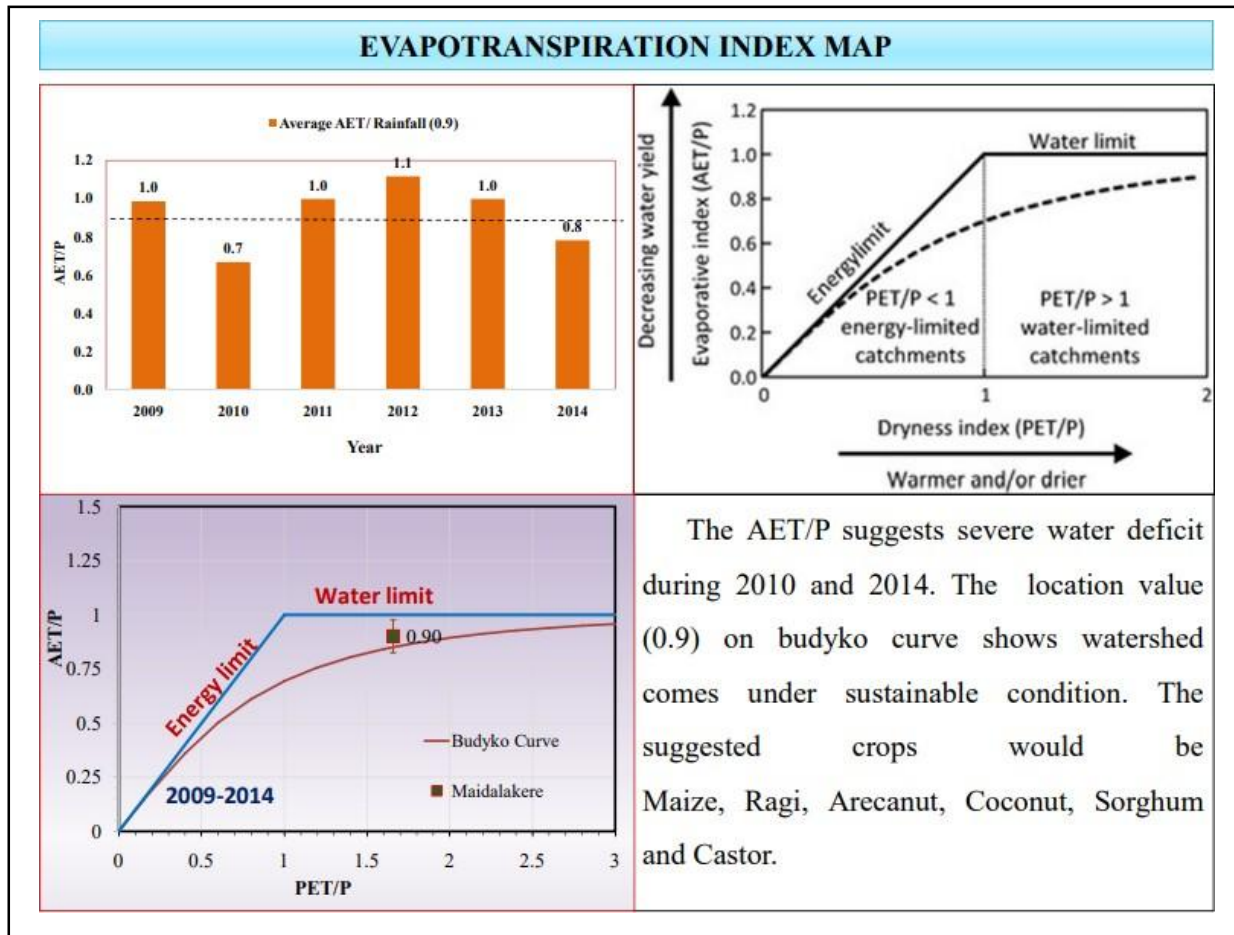 EVAPOTRANSPIRATION INDEX MAP
Average AET/ Rainfall (0.9)
AET/P
1.2
1.0
0.8
0.6
0.4
0.2
0.0
1.0
0.7
1.0
1.1
1.0
0.8
2009
2010
2011
2012
2013
2014
Year
Decreasing water yield
Evaporative index (AET/P)
1.2
1.0
0.8
0.6
0.4
0.2
0.0
Water limit
Energylimit
PET/P < 1
energy-limited
catchments
PET/P > 1
water-limited
catchments
0
1
2
Dryness index (PET/P)
Warmer and/or drier
AET/P
1.5
1.25
1
0.75
0.5
0.25
0
Water limit
Energy limit
0.90
Budyko Curve
Maidalakere
2009-2014
0
0.5
1
1.5
2
2.5
3
PET/P
The AET/P suggests severe water deficit
during 2010 and 2014. The location value
(0.9) on budyko curve shows watershed
comes under sustainable condition. The
suggested crops would be
Maize, Ragi, Arecanut, Coconut, Sorghum
and Castor.